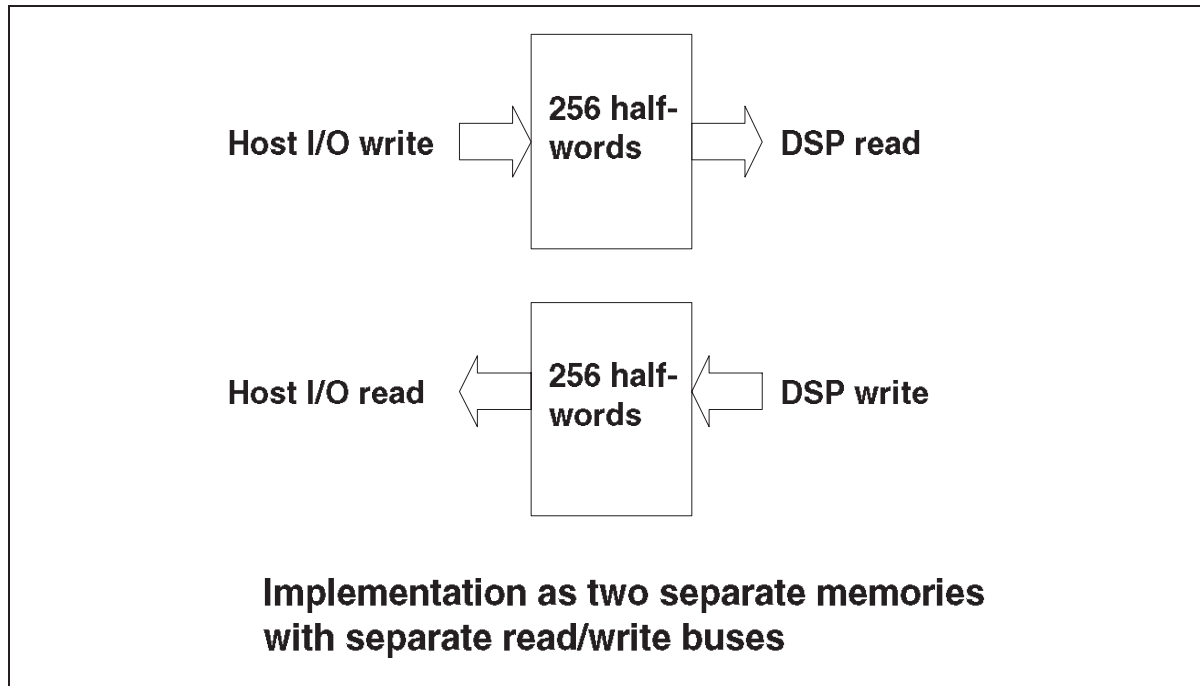 Host I/O write
256 half-
words
DSP read
Host I/O read
256 half-
words
DSP write
Implementation as two separate memories
with separate read/write buses